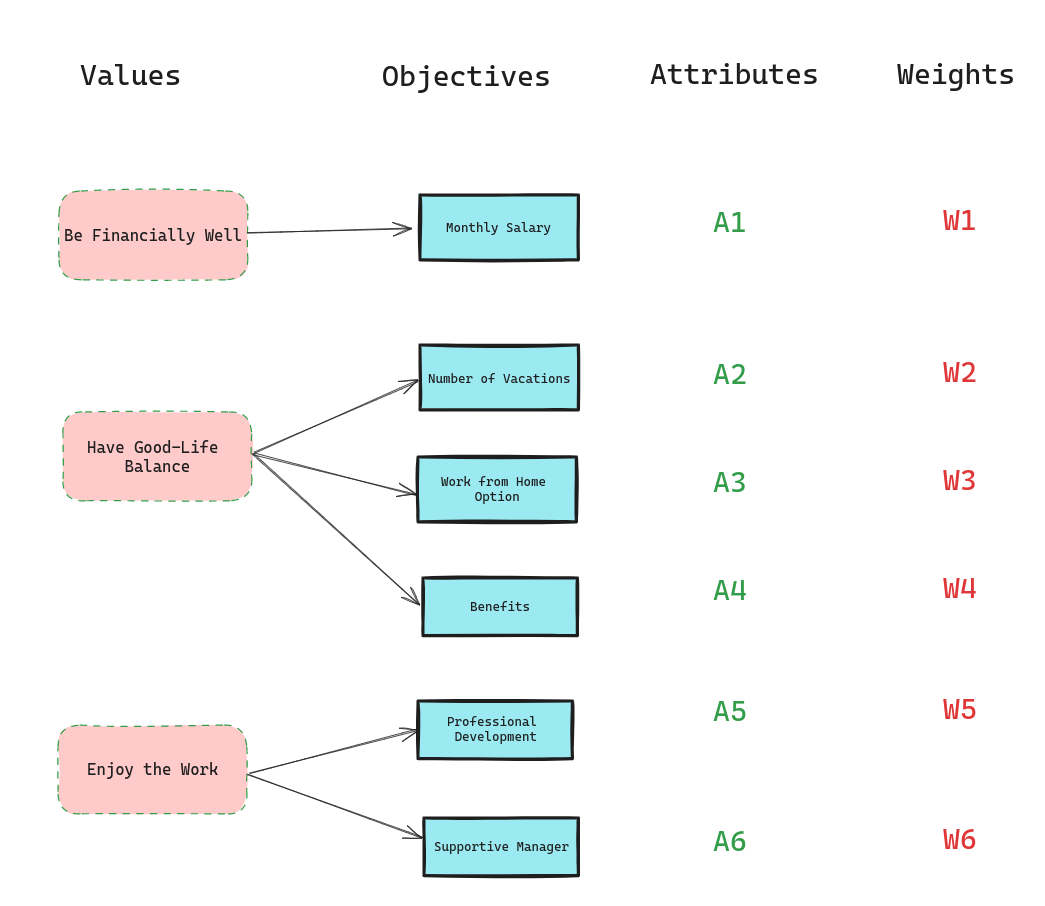 Values
Objectives
Attributes
Weights
Be Financially Well
Monthly Salary
A1
W1
Number of Vacations
A2
W2
Have Good-Life
Balance
Work from Home
Option
A3
W3
Benefits
A4
W4
Professional
Development
A5
W5
Enjoy the Work
Supportive Manager
A6
W6